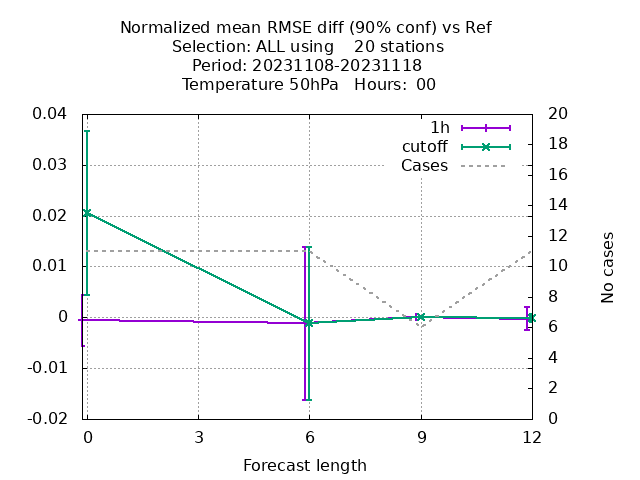 Normalized mean RMSE diff (90% conf) vs Ref
Selection: ALL using    20 stations
Period: 20231108-20231118
Temperature 50hPa   Hours:  00
0.04
0.03
0.02
0.01
0
-0.01
-0.02
20
18
16
14
12
10
8
6
4
2
0
1h
cutoff
Cases
No cases
0 3 6 9 12
Forecast length